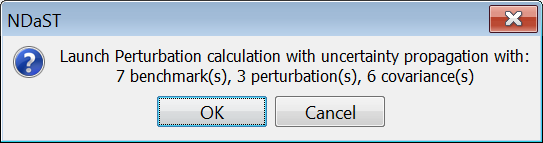 NDaST
Launch Perturbation calculation with uncertainty propagation with:
7 benchmark(s), 3 perturbation(s), 6 covariance(s)
OK Cancel